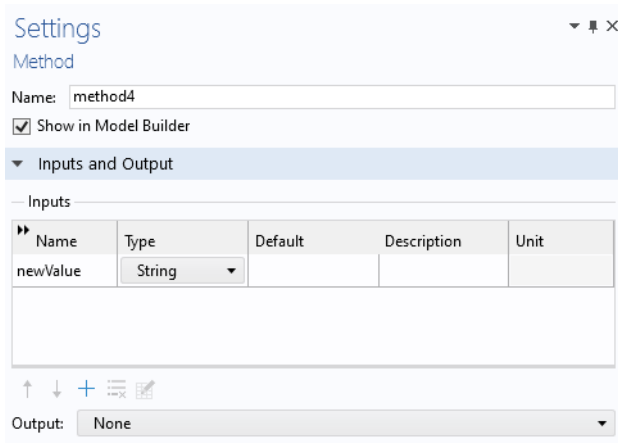 Settings
Method
Name: method4
Show in Model Builder
Inputs and Output
Inputs
Name Type Default Description Unit
newValue String
Output: None